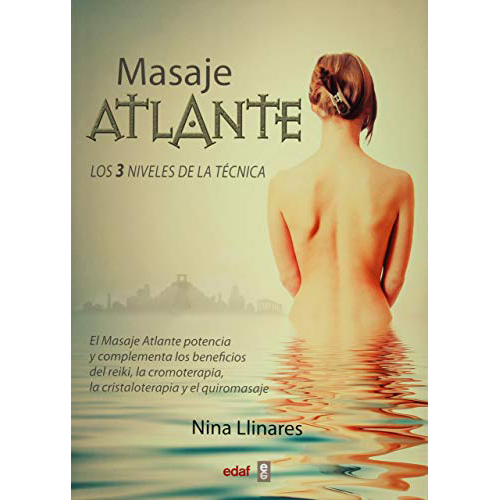 Masaje
ATLANTE
LOS 3 NIVELES DE LA TÉCNICA
El Masaje Atlante potencia
y complementa los beneficios
del reiki, la cromoterapia,
la cristaloterapia y el quiromasaje
Nina Llinares
edaf